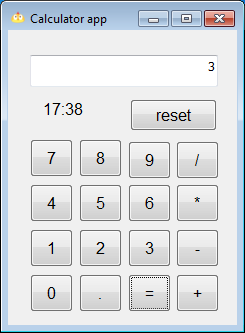 Calculator app
3
17:38 reset
7 8 9 /
4 5 6 *
1 2 3 -
0 . = +